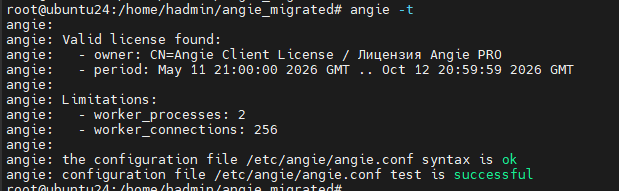 root@ubuntu24:/home/hadmin/angie_migrated# angie -t
angie:
angie: Valid license found:
angie:   - owner: CN=Angie Client License / Лицензия Angie PRO
angie:   - period: May 11 21:00:00 2026 GMT .. Oct 12 20:59:59 2026 GMT
angie:
angie: Limitations:
angie:   - worker_processes: 2
angie:   - worker_connections: 256
angie:
angie: the configuration file /etc/angie/angie.conf syntax is ok
angie: configuration file /etc/angie/angie.conf test is successful
root@ubuntu24:/home/hadmin/angie_migrated#